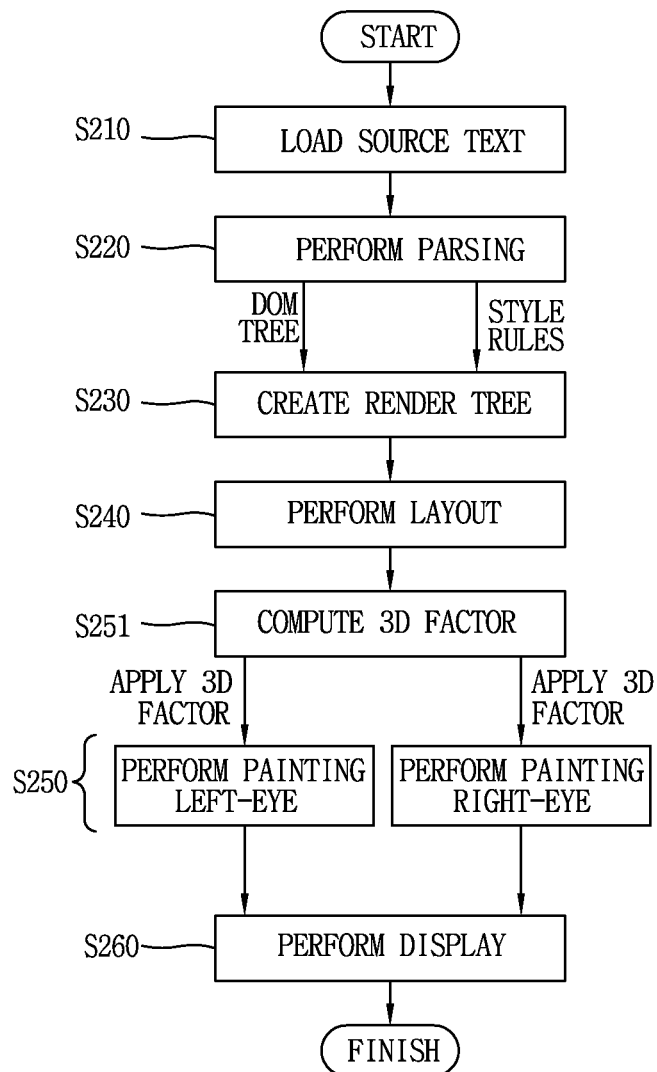 START
S210
LOAD SOURCE TEXT
S220
PERFORM PARSING
DOM
TREE
STYLE
RULES
S230
CREATE RENDER TREE
S240
PERFORM LAYOUT
S251
COMPUTE 3D FACTOR
APPLY 3D
FACTOR
APPLY 3D
FACTOR
S250
PERFORM PAINTING
LEFT-EYE
PERFORM PAINTING
RIGHT-EYE
S260
PERFORM DISPLAY
FINISH